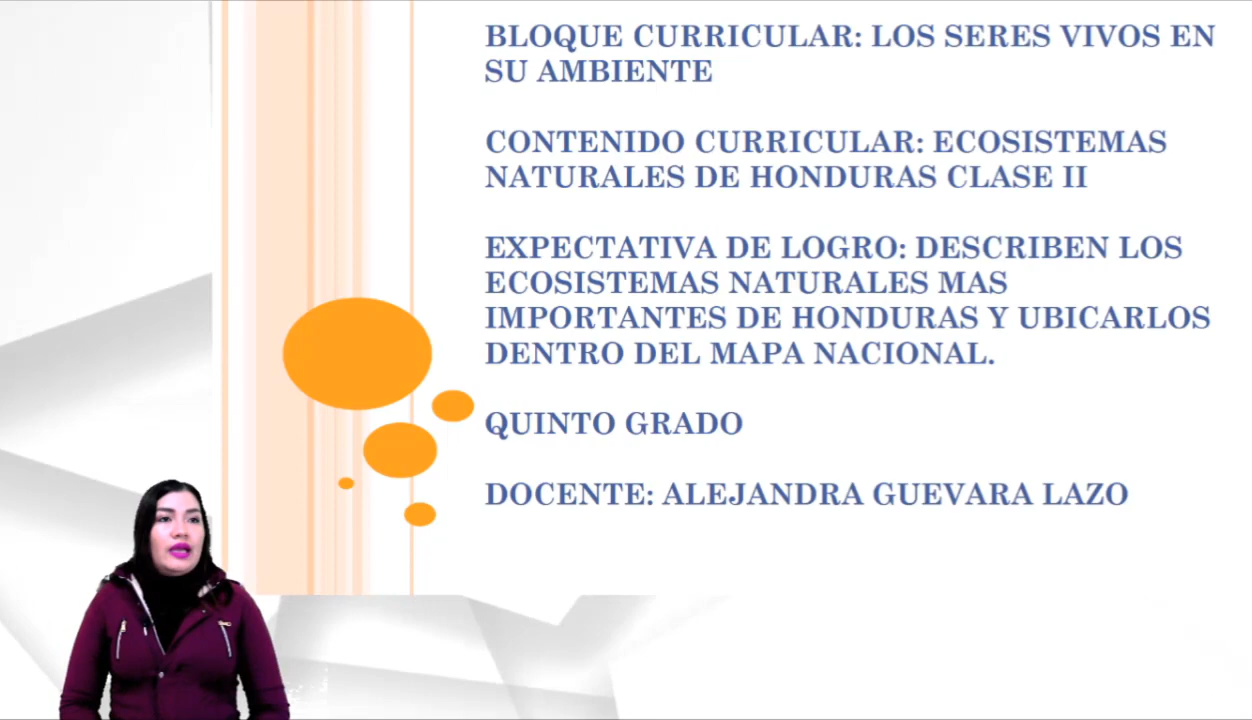 BLOQUE CURRICULAR: LOS SERES VIVOS EN
SU AMBIENTE
CONTENIDO CURRICULAR: ECOSISTEMAS
NATURALES DE HONDURAS CLASE II
EXPECTATIVA DE LOGRO: DESCRIBEN LOS
ECOSISTEMAS NATURALES MAS
IMPORTANTES DE HONDURAS Y UBICARLOS
DENTRO DEL MAPA NACIONAL.
QUINTO GRADO
DOCENTE: ALEJANDRA GUEVARA LAZO